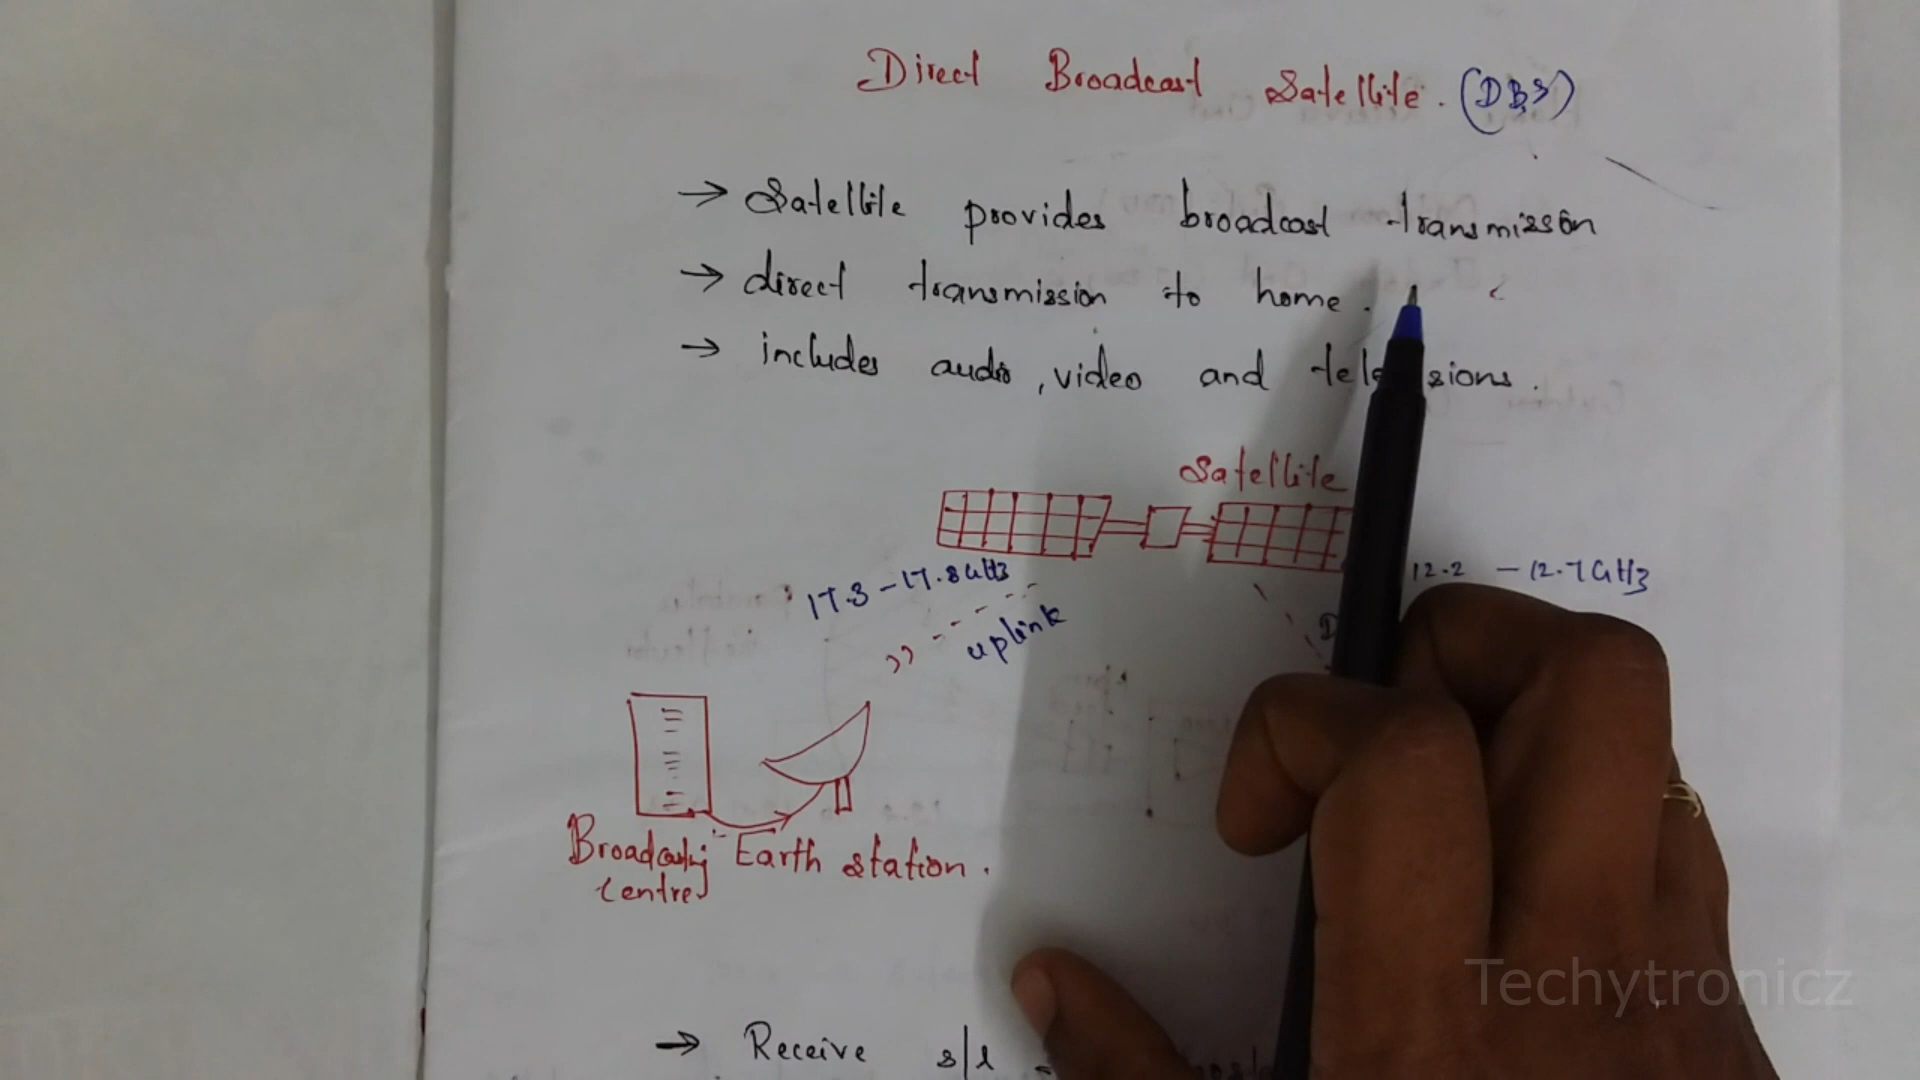 Direct Broadcast Satellite. (DBS)
→ Satellite provides broadcast transmission
→ direct transmission to home.
→ includes audio, video and sions.
Satellite
17.3 - 17.8 GHz
12.2 - 12.7 GHz
uplink
D
Broadcasting centre
Earth station.
→ Receive s/l
Techytronicz